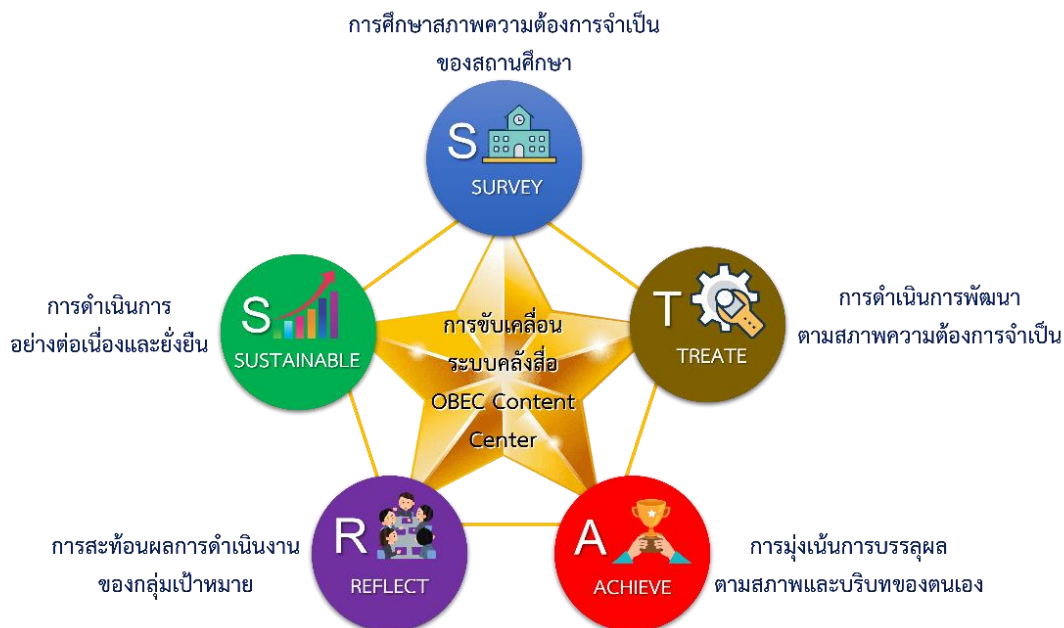 การศึกษาสภาพความต้องการจำเป็น
ของสถานศึกษา
S
SURVEY
T
TREATE
การดำเนินการพัฒนา
ตามสภาพความต้องการจำเป็น
A
ACHIEVE
การมุ่งเน้นการบรรลุผล
ตามสภาพและบริบทของตนเอง
R
REFLECT
การสะท้อนผลการดำเนินงาน
ของกลุ่มเป้าหมาย
S
SUSTAINABLE
การดำเนินการ
อย่างต่อเนื่องและยั่งยืน
การขับเคลื่อน
ระบบคลังสื่อ
OBEC Content
Center